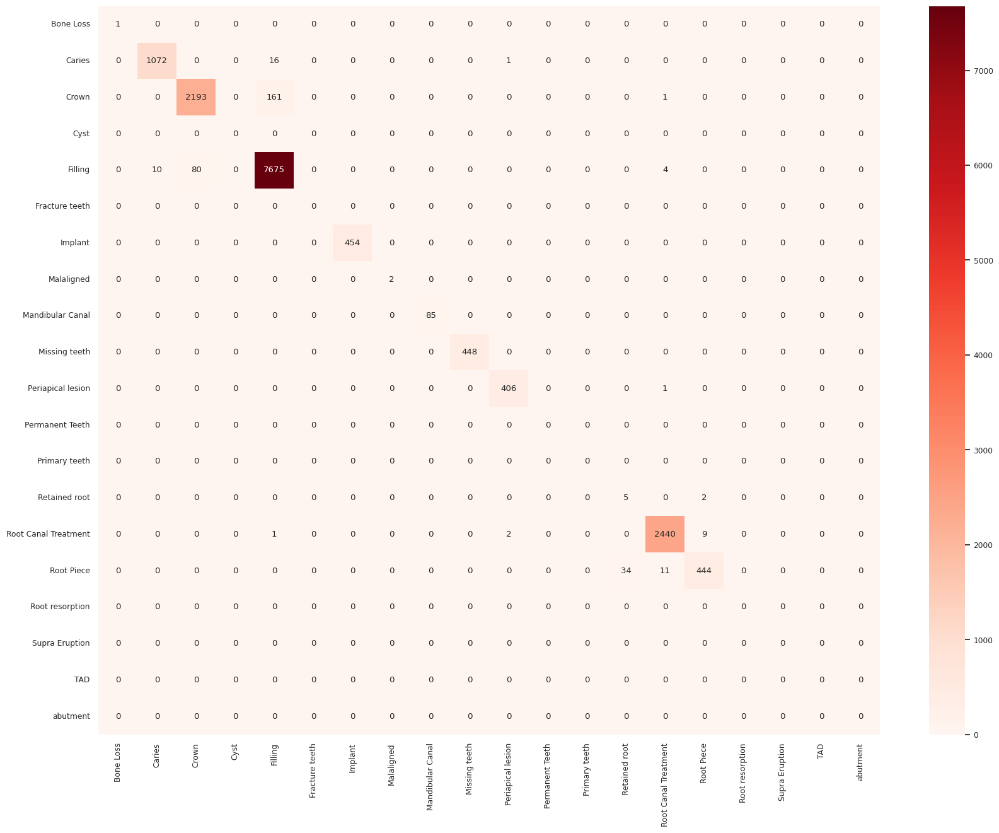 Bone Loss 1 0 0 0 0 0 0 0 0 0 0 0 0 0 0 0 0 0 0 0
Caries 0 1072 0 0 16 0 0 0 0 0 1 0 0 0 0 0 0 0 0 0
7000
Crown 0 0 2193 0 161 0 0 0 0 0 0 0 0 0 1 0 0 0 0 0
Cyst 0 0 0 0 0 0 0 0 0 0 0 0 0 0 0 0 0 0 0 0
Filling 0 10 80 0 7675 0 0 0 0 0 0 0 0 0 4 0 0 0 0 0
6000
Fracture teeth 0 0 0 0 0 0 0 0 0 0 0 0 0 0 0 0 0 0 0 0
Implant 0 0 0 0 0 0 454 0 0 0 0 0 0 0 0 0 0 0 0 0
5000
Malaligned 0 0 0 0 0 0 0 2 0 0 0 0 0 0 0 0 0 0 0 0
Mandibular Canal 0 0 0 0 0 0 0 0 85 0 0 0 0 0 0 0 0 0 0 0
Missing teeth 0 0 0 0 0 0 0 0 0 448 0 0 0 0 0 0 0 0 0 0
4000
Periapical lesion 0 0 0 0 0 0 0 0 0 0 406 0 0 0 1 0 0 0 0 0
Permanent Teeth 0 0 0 0 0 0 0 0 0 0 0 0 0 0 0 0 0 0 0 0
3000
Primary teeth 0 0 0 0 0 0 0 0 0 0 0 0 0 0 0 0 0 0 0 0
Retained root 0 0 0 0 0 0 0 0 0 0 0 0 0 5 0 2 0 0 0 0
Root Canal Treatment 0 0 0 0 1 0 0 0 0 0 2 0 0 0 2440 9 0 0 0 0
2000
Root Piece 0 0 0 0 0 0 0 0 0 0 0 0 0 34 11 444 0 0 0 0
Root resorption 0 0 0 0 0 0 0 0 0 0 0 0 0 0 0 0 0 0 0 0
1000
Supra Eruption 0 0 0 0 0 0 0 0 0 0 0 0 0 0 0 0 0 0 0 0
TAD 0 0 0 0 0 0 0 0 0 0 0 0 0 0 0 0 0 0 0 0
abutment 0 0 0 0 0 0 0 0 0 0 0 0 0 0 0 0 0 0 0 0
0
Bone Loss
Caries
Crown
Cyst
Filling
Fracture teeth
Implant
Malaligned
Mandibular Canal
Missing teeth
Periapical lesion
Permanent Teeth
Primary teeth
Retained root
Root Canal Treatment
Root Piece
Root resorption
Supra Eruption
TAD
abutment